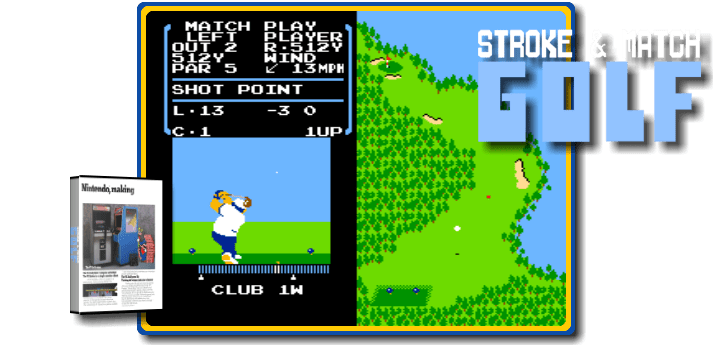 MATCH PLAY
LEFT PLAYER
OUT 2 R·512Y
512Y WIND
PAR 5 ↙ 13MPH
SHOT POINT
L·13 -3 0
C·1 1UP
CLUB 1W
STROKE & MATCH
GOLF
Nintendo, making